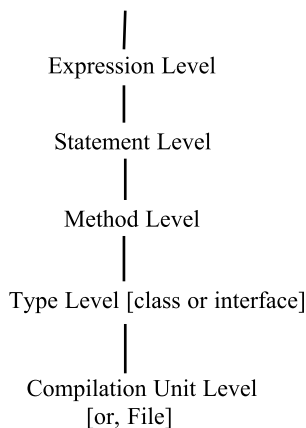 Expression Level
Statement Level
Method Level
Type Level [class or interface]
Compilation Unit Level
[or, File]